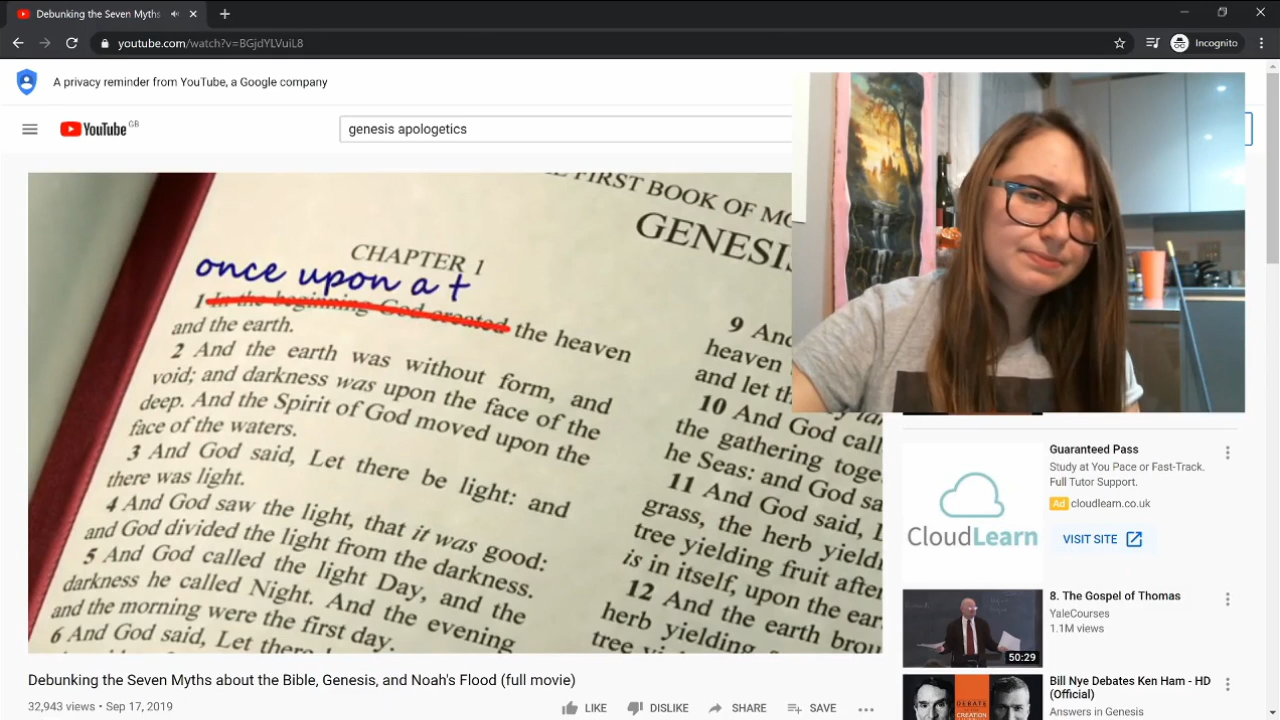 Debunking the Seven Myths
youtube.com/watch?v=BGjdYLVuiL8
Incognito
A privacy reminder from YouTube, a Google company
YouTube GB
genesis apologetics
FIRST BOOK OF
GENESIS
CHAPTER 1
once upon a t
1 In the beginning God created the heaven
and the earth.
2 And the earth was without form, and
void; and darkness was upon the face of the
deep. And the Spirit of God moved upon the
face of the waters.
3 And God said, Let there be light: and
there was light.
4 And God saw the light, that it was good:
and God divided the light from the darkness.
5 And God called the light Day, and the
darkness he called Night. And the evening
and the morning were the first day.
6 And God said, Let there
9 And
heaven
and let
10 And God call
the gathering toge
he Seas: and God sa
11 And God said,
grass, the herb yieldi
tree yielding fruit after
is in itself, upon the ear
12 And the earth brou
herb yielding
tree
Guaranteed Pass
Study at You Pace or Fast-Track.
Full Tutor Support.
Ad cloudlearn.co.uk
CloudLearn
VISIT SITE
8. The Gospel of Thomas
YaleCourses
1.1M views
50:29
Bill Nye Debates Ken Ham - HD
(Official)
Answers in Genesis
DEBATE
Debunking the Seven Myths about the Bible, Genesis, and Noah's Flood (full movie)
32,943 views • Sep 17, 2019
LIKE
DISLIKE
SHARE
SAVE